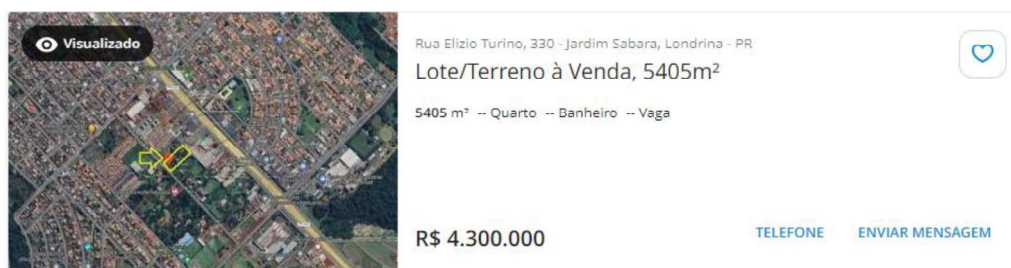 Visualizado
Rua Elizio Turino, 330 - Jardim Sabara, Londrina - PR
Lote/Terreno à Venda, 5405m²
5405 m² -- Quarto -- Banheiro -- Vaga
R$ 4.300.000
TELEFONE
ENVIAR MENSAGEM